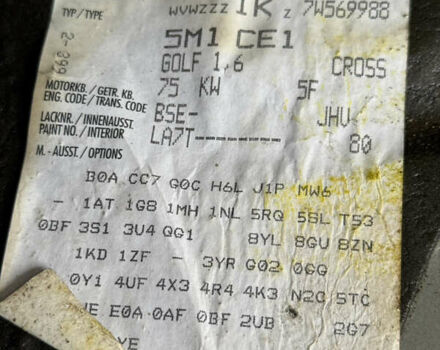 WVWZZZ 1K Z 7W569988
TYP / TYPE
5M1 CE1
GOLF 1,6 CROSS
MOTORKB. / GETR. KB. 75 KW 5F
ENG. CODE / TRANS. CODE
BSE- JHV
LACKNR. / INNENAUSST. LA7T 80
PAINT NO. / INTERIOR
M.- AUSST. / OPTIONS
B0A CC7 G0C H6L J1P MW6
- 1AT 1G8 1MH 1NL 5RQ 5SL T53
0BF 3S1 3U4 QG1 8YL 8GU 8ZN
1KD 1ZF - 3YR G02 0GG
0Y1 4UF 4X3 4R4 4K3 N2C 5TC
E0A 0AF 0BF 2UB 2G7